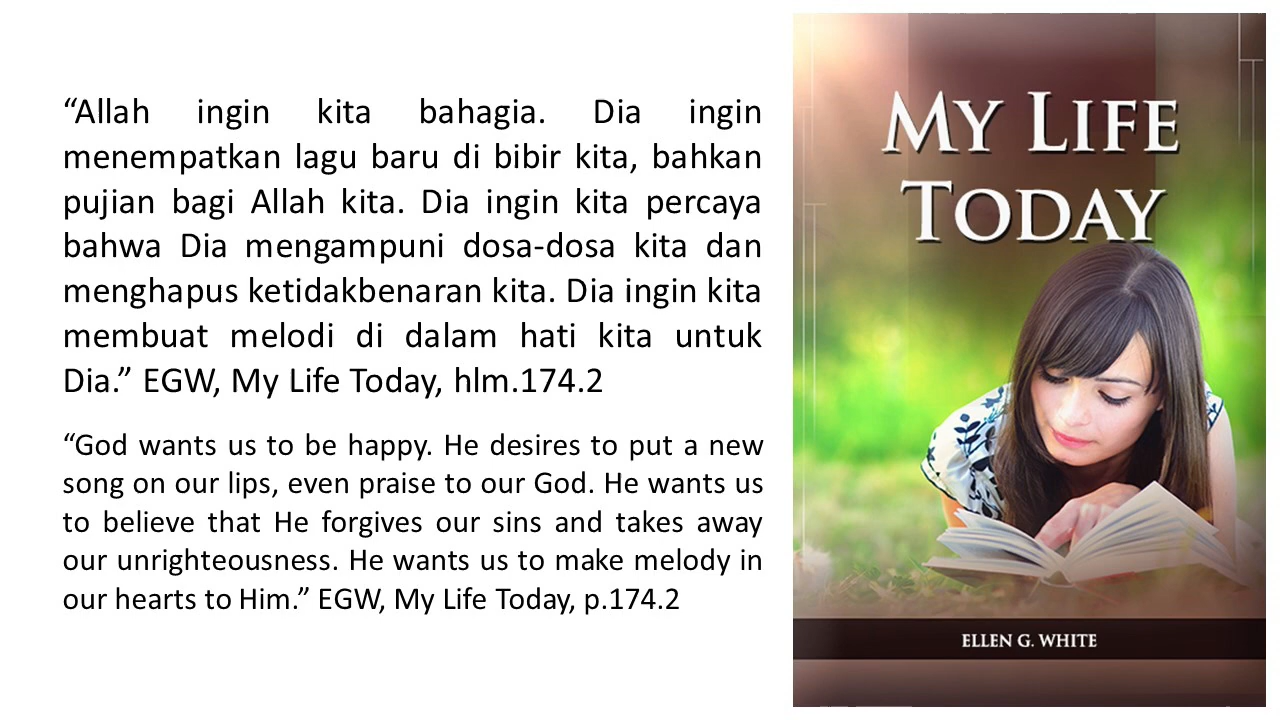 “Allah ingin kita bahagia. Dia ingin
menempatkan lagu baru di bibir kita, bahkan
pujian bagi Allah kita. Dia ingin kita percaya
bahwa Dia mengampuni dosa-dosa kita dan
menghapus ketidakbenaran kita. Dia ingin kita
membuat melodi di dalam hati kita untuk
Dia.” EGW, My Life Today, hlm.174.2
“God wants us to be happy. He desires to put a new
song on our lips, even praise to our God. He wants us
to believe that He forgives our sins and takes away
our unrighteousness. He wants us to make melody in
our hearts to Him.” EGW, My Life Today, p.174.2
MY LIFE
TODAY
ELLEN G. WHITE